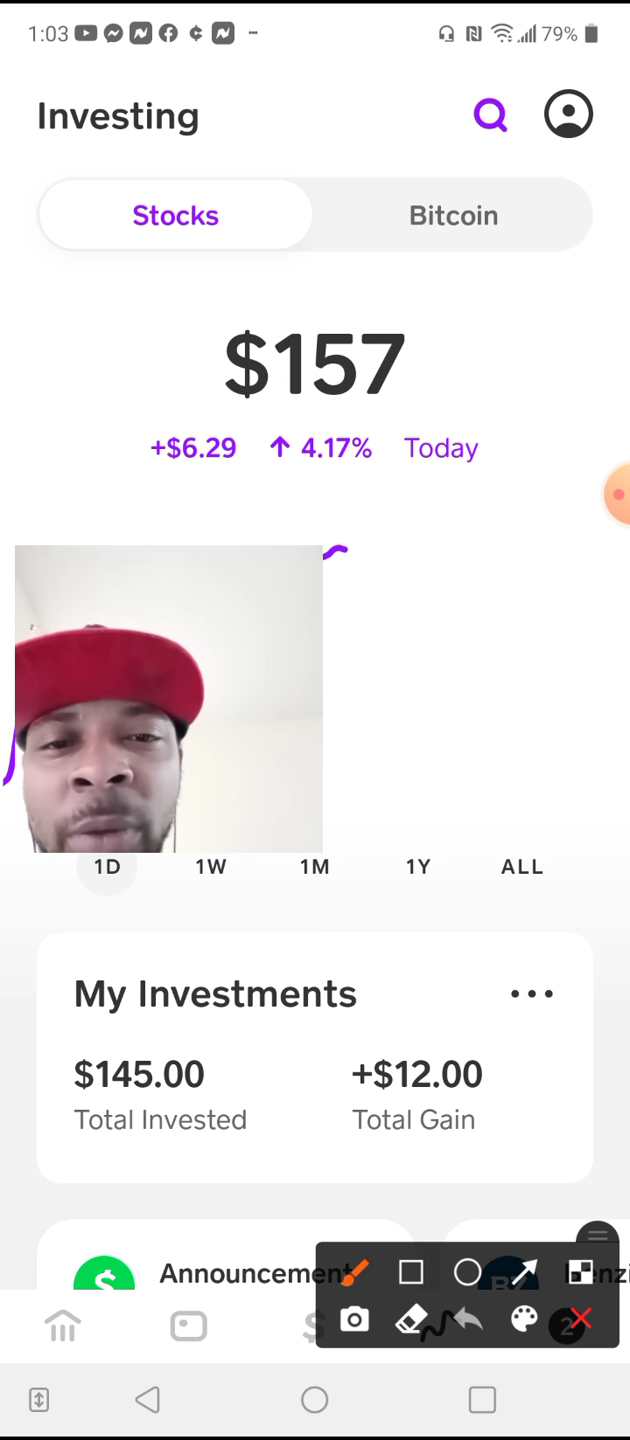 1:03 79%
Investing
Stocks Bitcoin
$157
+$6.29 ↑ 4.17% Today
1D 1W 1M 1Y ALL
My Investments
$145.00 +$12.00
Total Invested Total Gain
Announcement
2